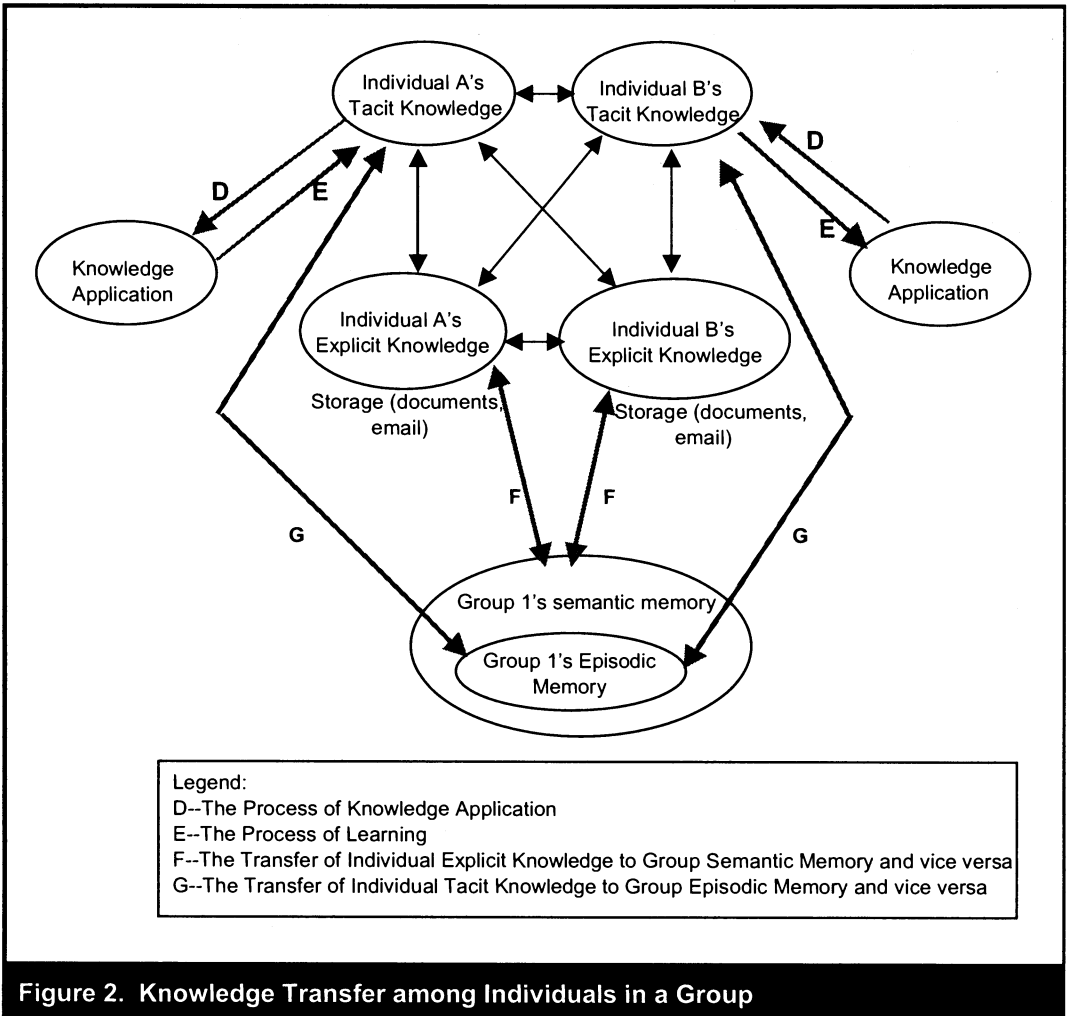 Individual A's
Tacit Knowledge
Individual B's
Tacit Knowledge
D
E
D
E
Knowledge
Application
Knowledge
Application
Individual A's
Explicit Knowledge
Individual B's
Explicit Knowledge
Storage (documents,
email)
Storage (documents,
email)
F
F
G
G
Group 1's semantic memory
Group 1's Episodic
Memory
Legend:
D--The Process of Knowledge Application
E--The Process of Learning
F--The Transfer of Individual Explicit Knowledge to Group Semantic Memory and vice versa
G--The Transfer of Individual Tacit Knowledge to Group Episodic Memory and vice versa
Figure 2. Knowledge Transfer among Individuals in a Group